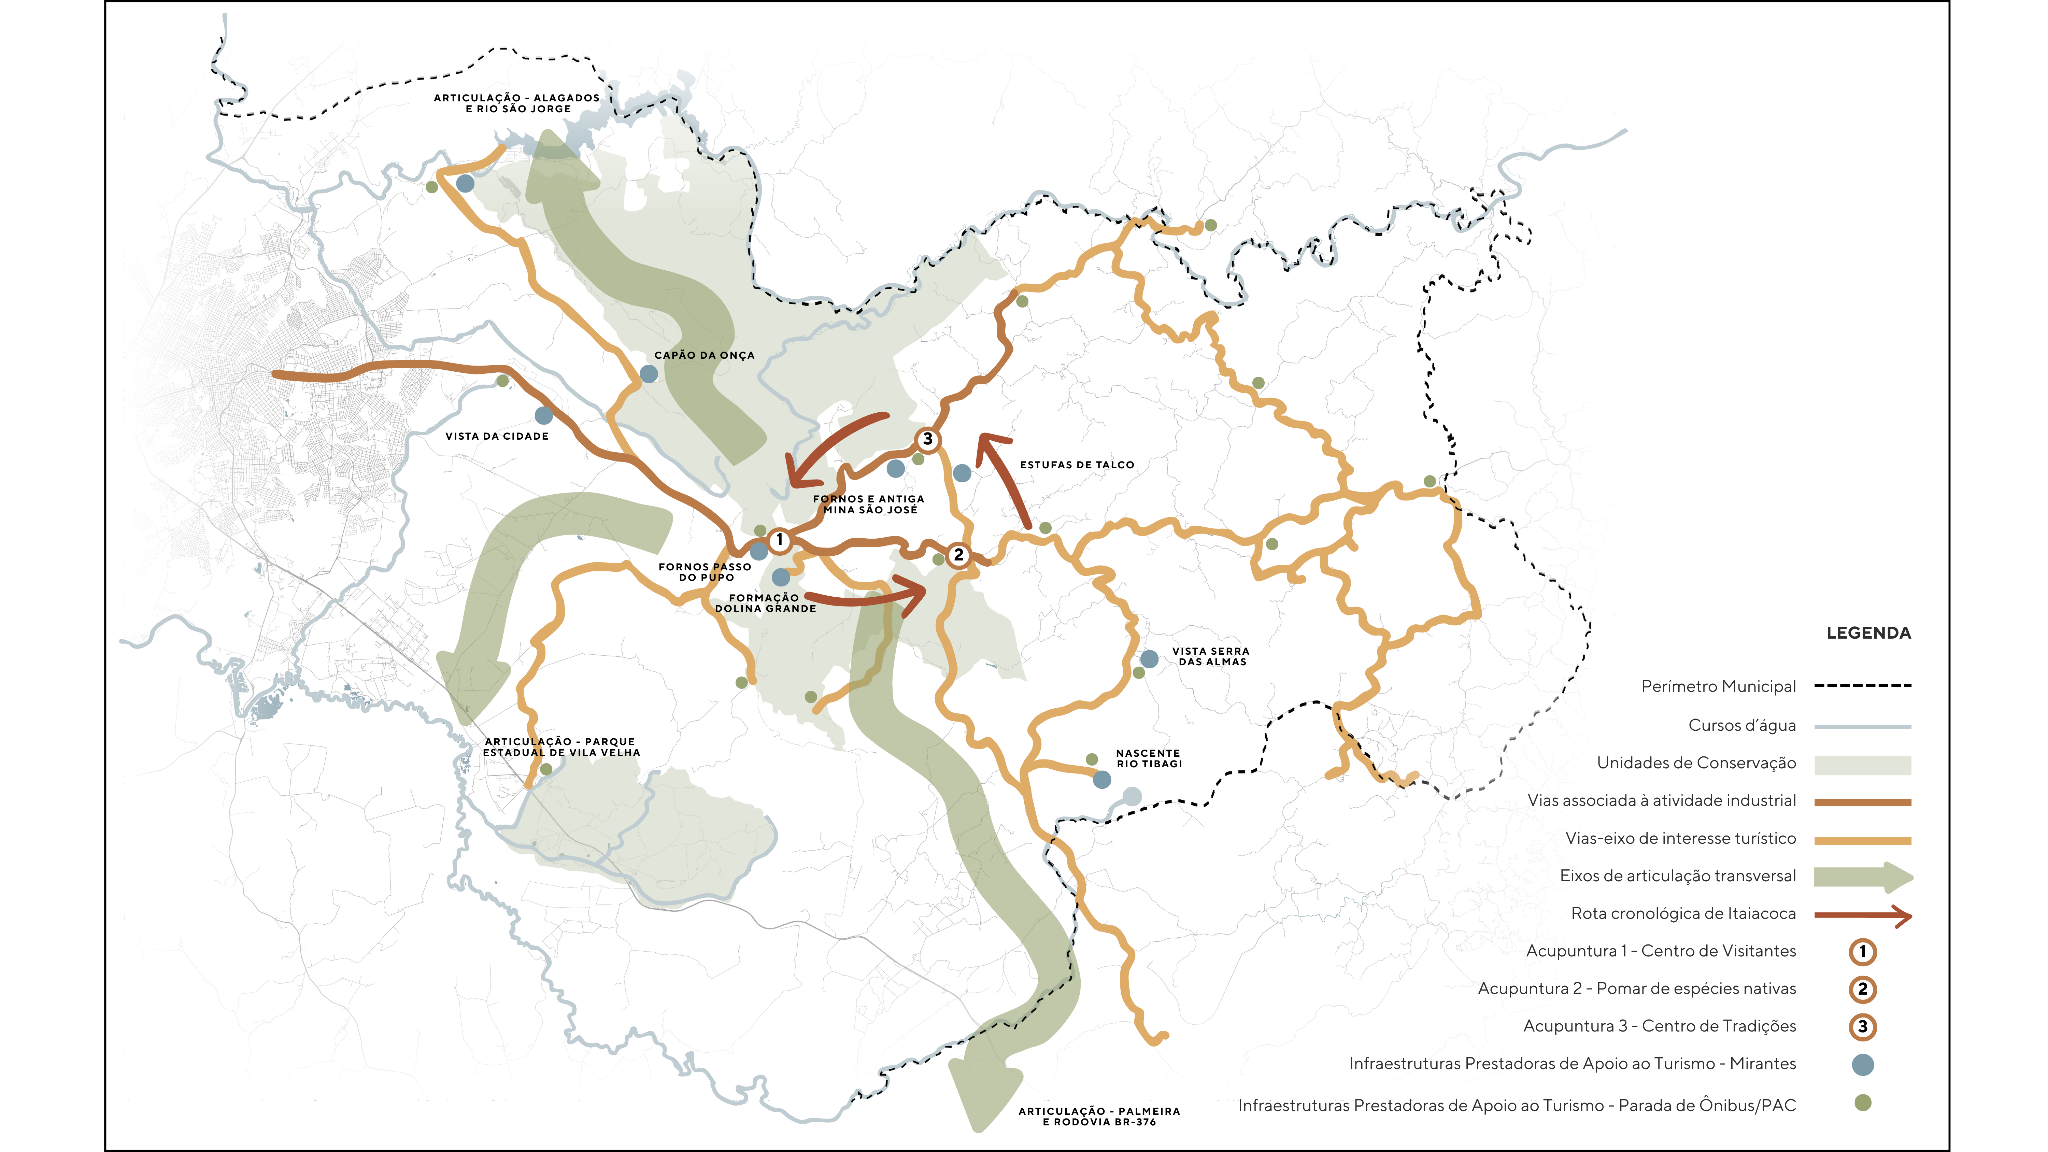 ARTICULAÇÃO - ALAGADOS
E RIO SÃO JORGE
CAPÃO DA ONÇA
VISTA DA CIDADE
3
ESTUFAS DE TALCO
FORNOS E ANTIGA
MINA SÃO JOSÉ
1
2
FORNOS PASSO
DO PUPO
FORMAÇÃO
DOLINA GRANDE
VISTA SERRA
DAS ALMAS
ARTICULAÇÃO - PARQUE
ESTADUAL DE VILA VELHA
NASCENTE
RIO TIBAGI
ARTICULAÇÃO - PALMEIRA
E RODOVIA BR-376
LEGENDA
Perímetro Municipal
Cursos d'água
Unidades de Conservação
Vias associada à atividade industrial
Vias-eixo de interesse turístico
Eixos de articulação transversal
Rota cronológica de Itaiacoca
Acupuntura 1 - Centro de Visitantes 1
Acupuntura 2 - Pomar de espécies nativas 2
Acupuntura 3 - Centro de Tradições 3
Infraestruturas Prestadoras de Apoio ao Turismo - Mirantes
Infraestruturas Prestadoras de Apoio ao Turismo - Parada de Ônibus/PAC